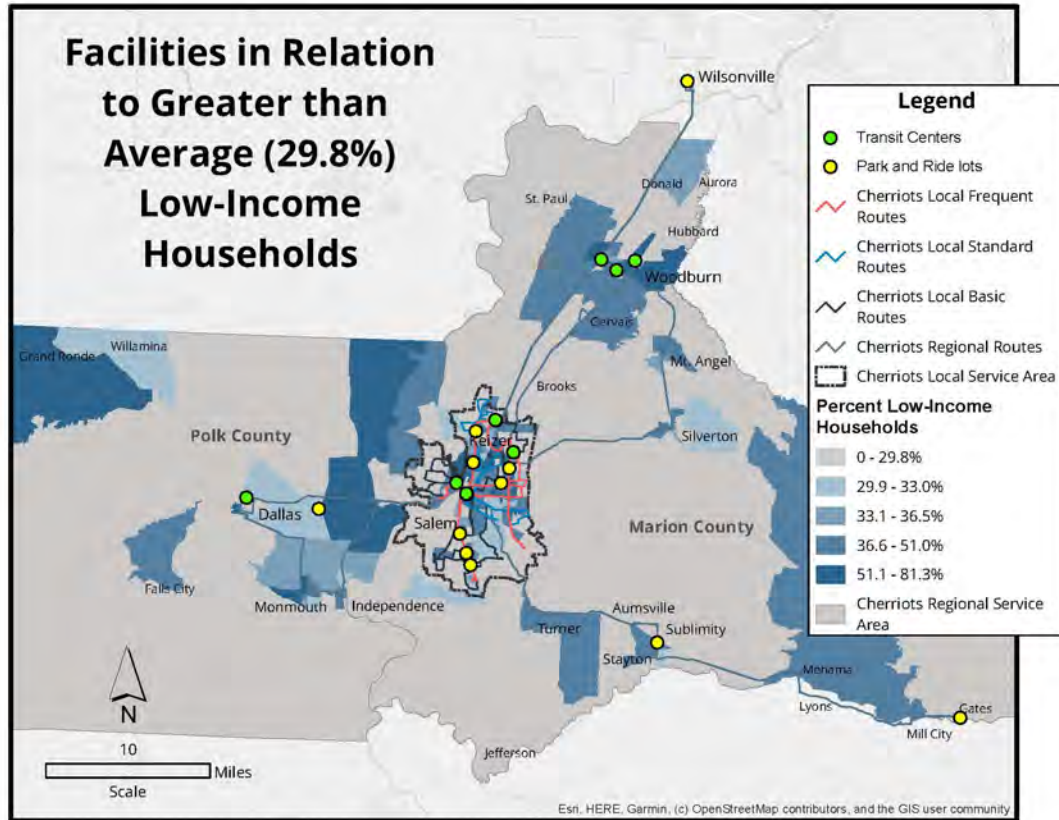 Facilities in Relation
to Greater than
Average (29.8%)
Low-Income
Households
Wilsonville
Donald
Aurora
St. Paul
Hubbard
Woodburn
Gervais
Mt. Angel
Grand Ronde
Willamina
Brooks
Polk County
Keizer
Silverton
Dallas
Salem
Marion County
Falls City
Monmouth
Independence
Aumsville
Turner
Sublimity
Stayton
Mehama
Lyons
Gates
Mill City
Jefferson
N
10
Miles
Scale
Legend
Transit Centers
Park and Ride lots
Cherriots Local Frequent
Routes
Cherriots Local Standard
Routes
Cherriots Local Basic
Routes
Cherriots Regional Routes
Cherriots Local Service Area
Percent Low-Income
Households
0 - 29.8%
29.9 - 33.0%
33.1 - 36.5%
36.6 - 51.0%
51.1 - 81.3%
Cherriots Regional Service
Area
Esri, HERE, Garmin, (c) OpenStreetMap contributors, and the GIS user community